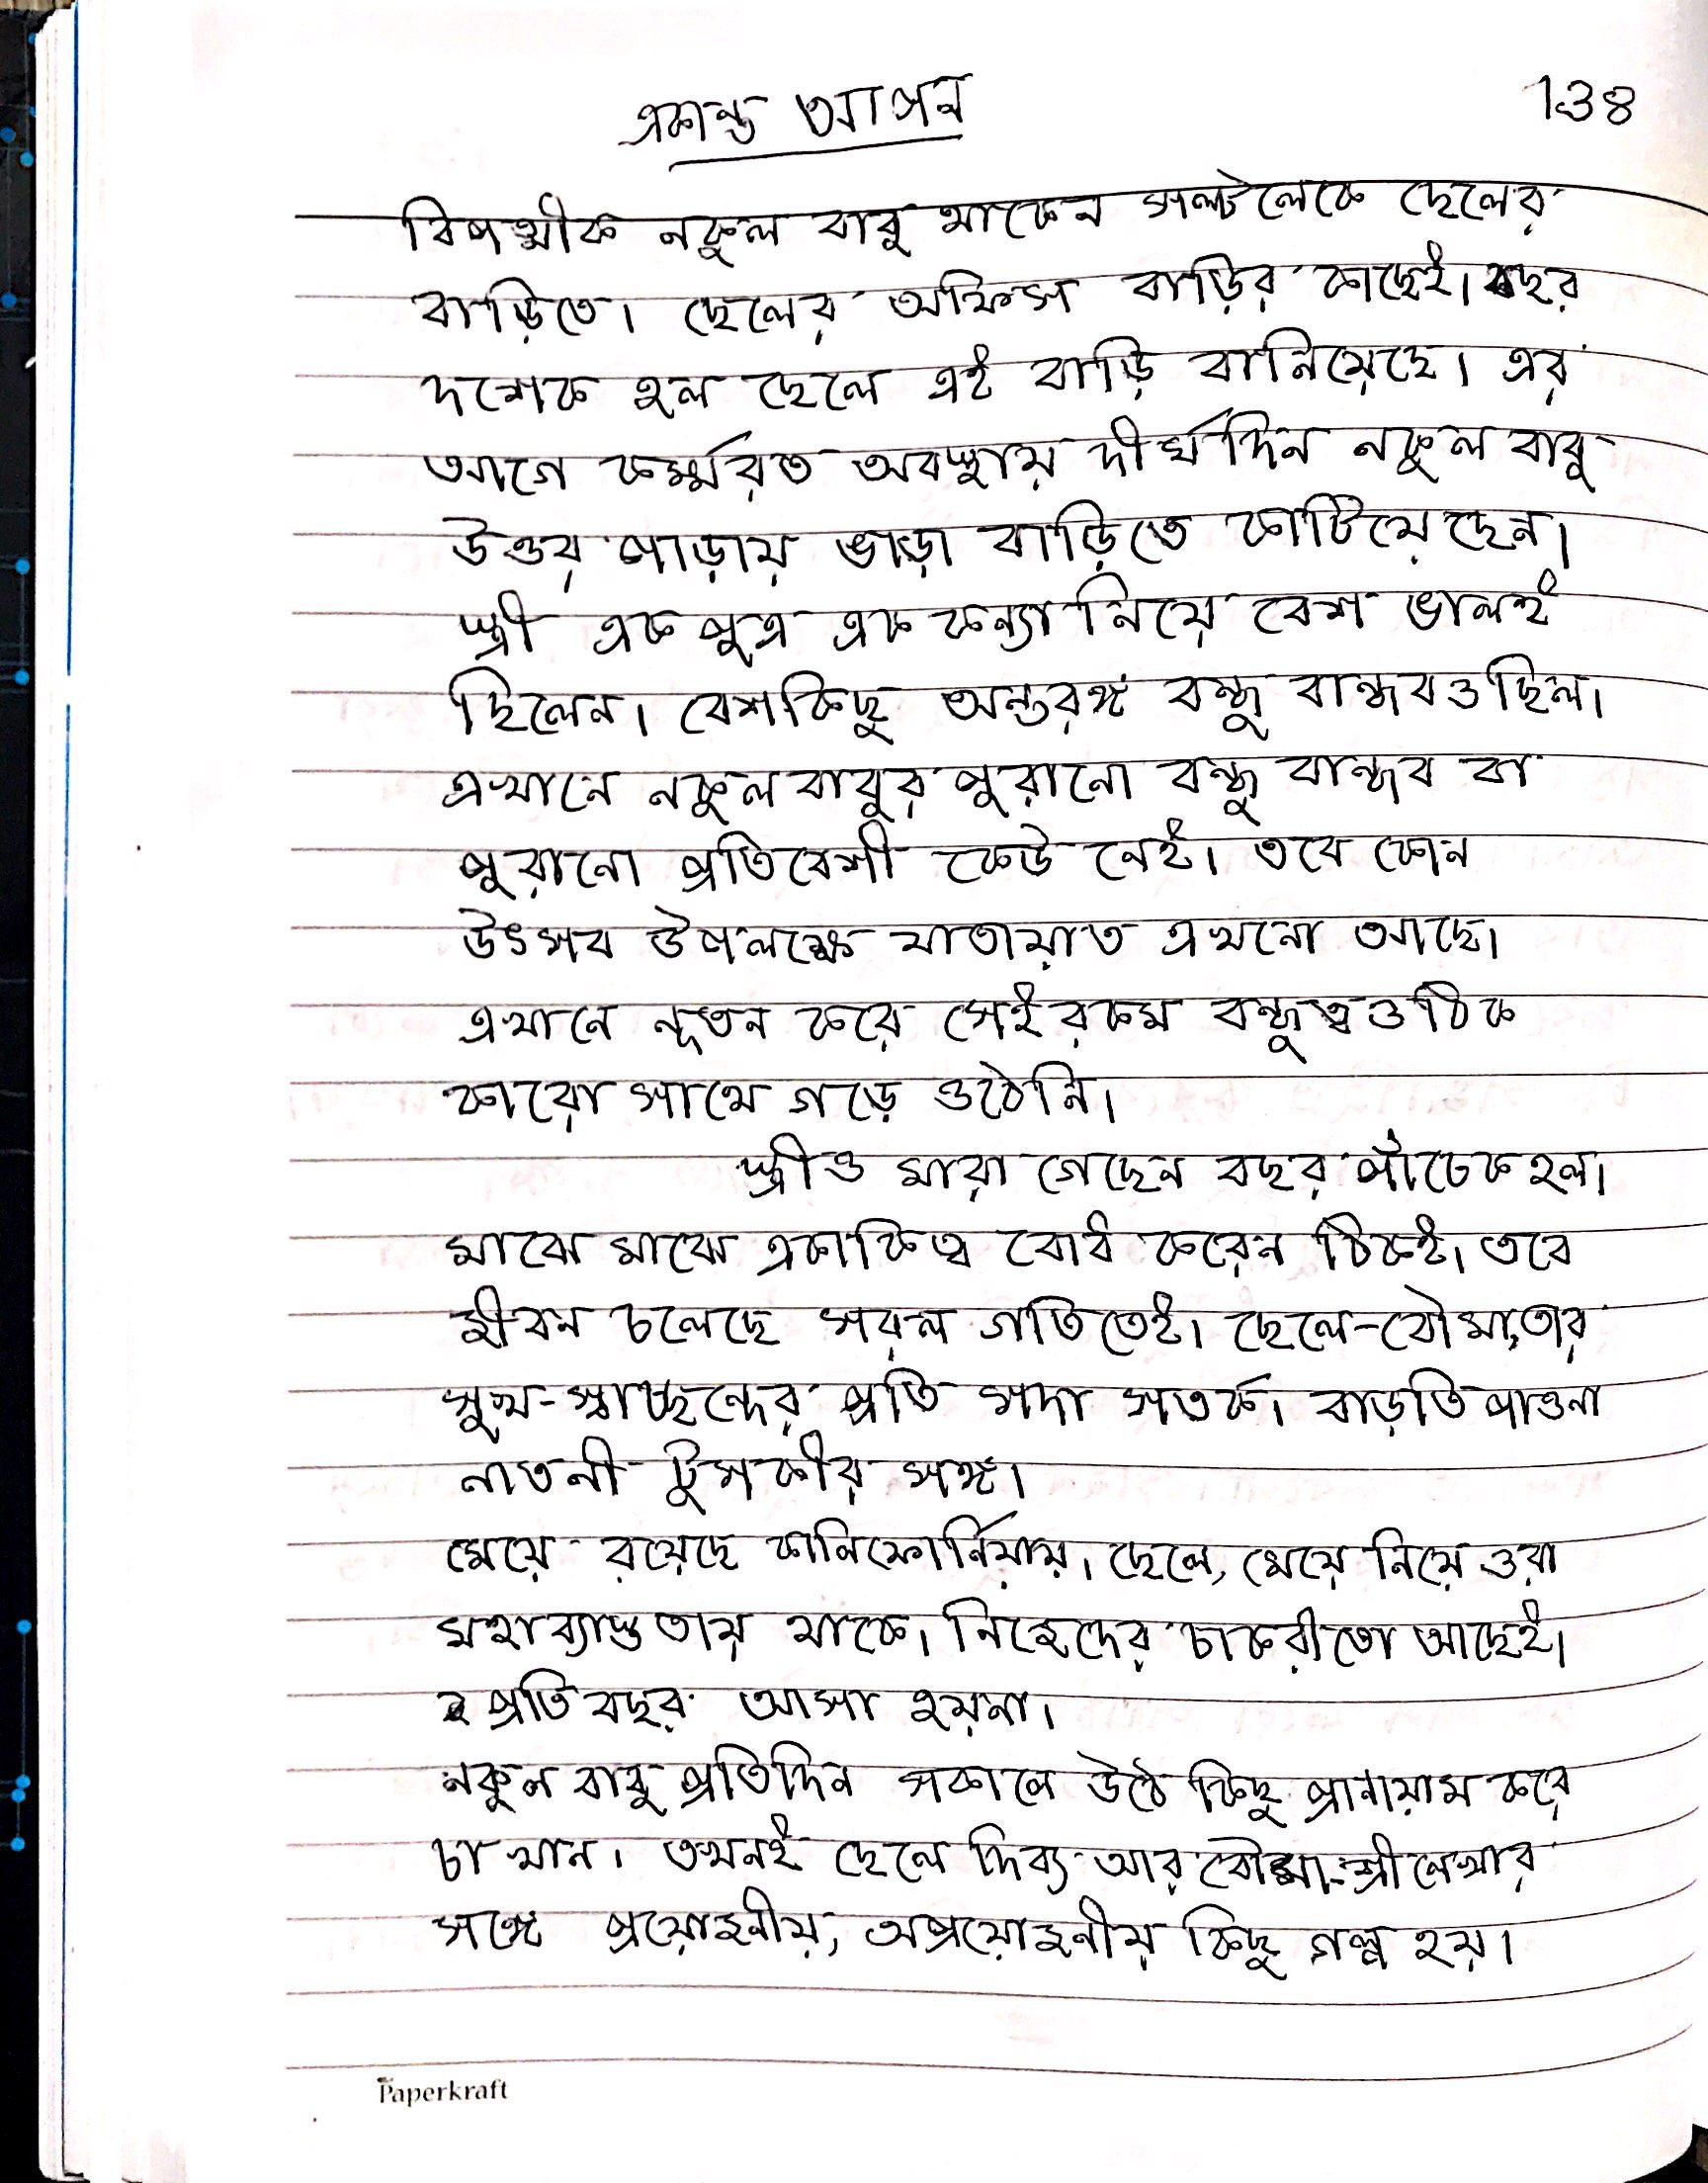 একান্ত আপন
138
বিপত্মীক নকুল বাবু থাকেন সল্টলেকে ছেলের
বাড়িতে। ছেলের অফিস বাড়ির কাছেই। বছর
দশেক হল ছেলে এই বাড়ি বানিয়েছে। এর
আগে কর্ম্মরত অবস্থায় দীর্ঘদিন নকুল বাবু
উত্তর পাড়ায় ভাড়া বাড়িতে কাটিয়েছেন।
স্ত্রী এক পুত্র এক কন্যা নিয়ে বেশ ভালই
ছিলেন। বেশকিছু অন্তরঙ্গ বন্ধু বান্ধবও ছিল।
এখানে নকুল বাবুর পুরানো বন্ধু বান্ধব বা
পুরানো প্রতিবেশী কেউ নেই। তবে কোন
উৎসব উপলক্ষে যাতায়াত এখনো আছে।
এখানে নূতন করে সেইরকম বন্ধুত্বও ঠিক
কারো সাথে গড়ে ওঠেনি।
স্ত্রীও মারা গেছেন বছর পাঁচেক হল।
মাঝে মাঝে একাকিত্ব বোধ করেন ঠিকই। তবে
জীবন চলেছে সরল গতিতেই। ছেলে-বৌমা, তার
সুখ-স্বাচ্ছন্দের প্রতি সদা সতর্ক। বাড়তি পাওনা
নাতনী টুসকীর সঙ্গ।
মেয়ে রয়েছে কালিফোর্নিয়ায়। ছেলে, মেয়ে নিয়ে ওরা
মহাব্যাস্ততায় থাকে। নিজেদের চাকরীতো আছেই।
প্রতি বছর আসা হয়না।
নকুল বাবু প্রতিদিন সকালে উঠে কিছু প্রানায়াম করে
চা খান। তখনই ছেলে দিব্য আর বৌমা-শ্রীলেখার
সঙ্গে প্রয়োজনীয়, অপ্রয়োজনীয় কিছু গল্প হয়।
Paperkraft